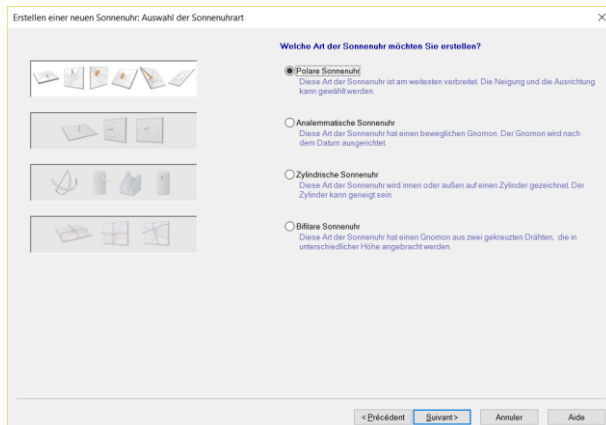 Erstellen einer neuen Sonnenuhr: Auswahl der Sonnenuhrart
Welche Art der Sonnenuhr möchten Sie erstellen?
Polare Sonnenuhr
Diese Art der Sonnenuhr ist am weitesten verbreitet. Die Neigung und die Ausrichtung
kann gewählt werden.
Analemmatische Sonnenuhr
Diese Art der Sonnenuhr hat einen beweglichen Gnomon. Der Gnomon wird nach
dem Datum ausgerichtet.
Zylindrische Sonnenuhr
Diese Art der Sonnenuhr wird innen oder außen auf einen Zylinder gezeichnet. Der
Zylinder kann geneigt sein.
Bifilare Sonnenuhr
Diese Art der Sonnenuhr hat einen Gnomon aus zwei gekreuzten Drähten, die in
unterschiedlicher Höhe angebracht werden.
< Précédent Suivant > Annuler Aide